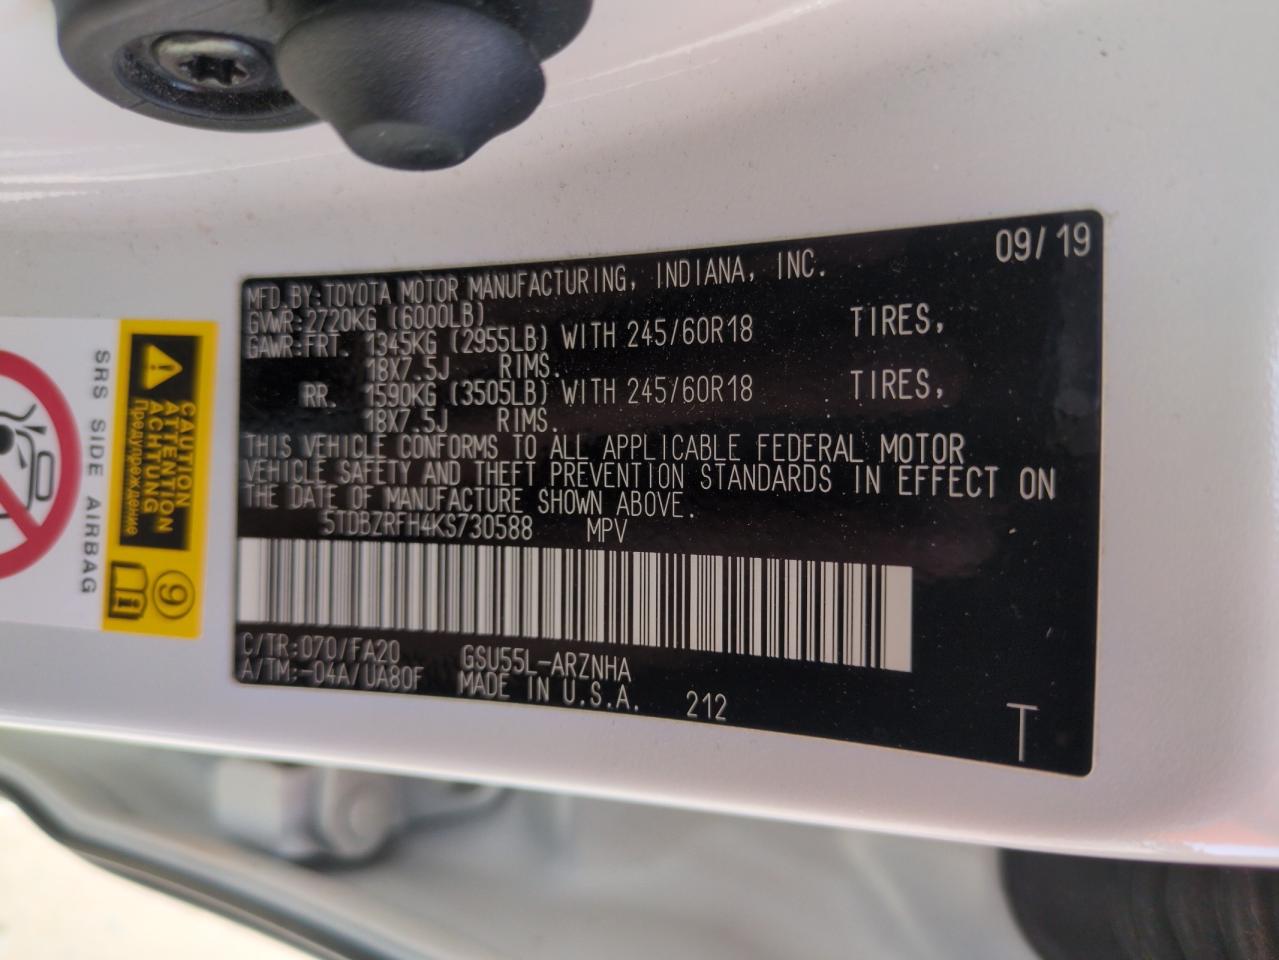 09/19
MFD.BY:TOYOTA MOTOR MANUFACTURING, INDIANA, INC.
GVWR:2720KG (6000LB)
GAWR:FRT. 1345KG (2955LB) WITH 245/60R18 TIRES,
18X7.5J RIMS.
RR. 1590KG (3505LB) WITH 245/60R18 TIRES,
18X7.5J RIMS.
THIS VEHICLE CONFORMS TO ALL APPLICABLE FEDERAL MOTOR
VEHICLE SAFETY AND THEFT PREVENTION STANDARDS IN EFFECT ON
THE DATE OF MANUFACTURE SHOWN ABOVE.
5TDBZRFH4KS730588 MPV
C/TR:070/FA20 GSU55L-ARZNHA
A/TM:-04A/UA80F MADE IN U.S.A. 212
T
CAUTION
ATTENTION
ACHTUNG
Предупреждение
9
i
SRS SIDE AIRBAG